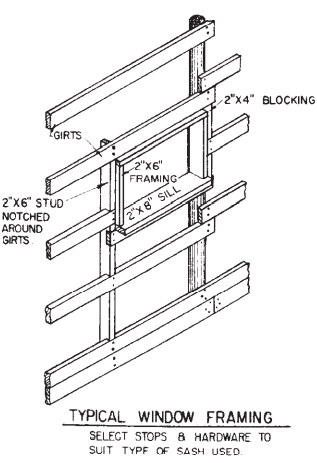 2"X4" BLOCKING
GIRTS
2"X6"
FRAMING
2"X8" SILL
2"X6" STUD
NOTCHED
AROUND
GIRTS.
TYPICAL WINDOW FRAMING
SELECT STOPS & HARDWARE TO
SUIT TYPE OF SASH USED.